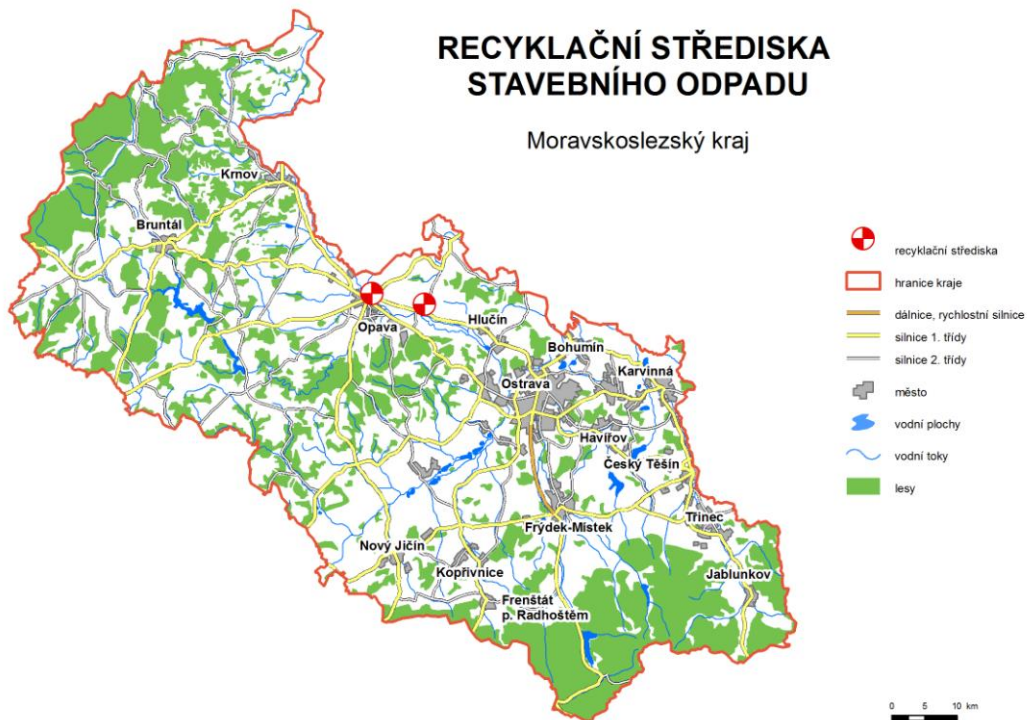 RECYKLAČNÍ STŘEDISKA
STAVEBNÍHO ODPADU
Moravskoslezský kraj
Krnov
Bruntál
Opava
Hlučín
Bohumín
Ostrava
Karvinná
Havířov
Český Těšín
Třinec
Frýdek-Místek
Nový Jičín
Kopřivnice
Jablunkov
Frenštát
p. Radhoštěm
recyklační střediska
hranice kraje
dálnice, rychlostní silnice
silnice 1. třídy
silnice 2. třídy
město
vodní plochy
vodní toky
lesy
0 5 10 km